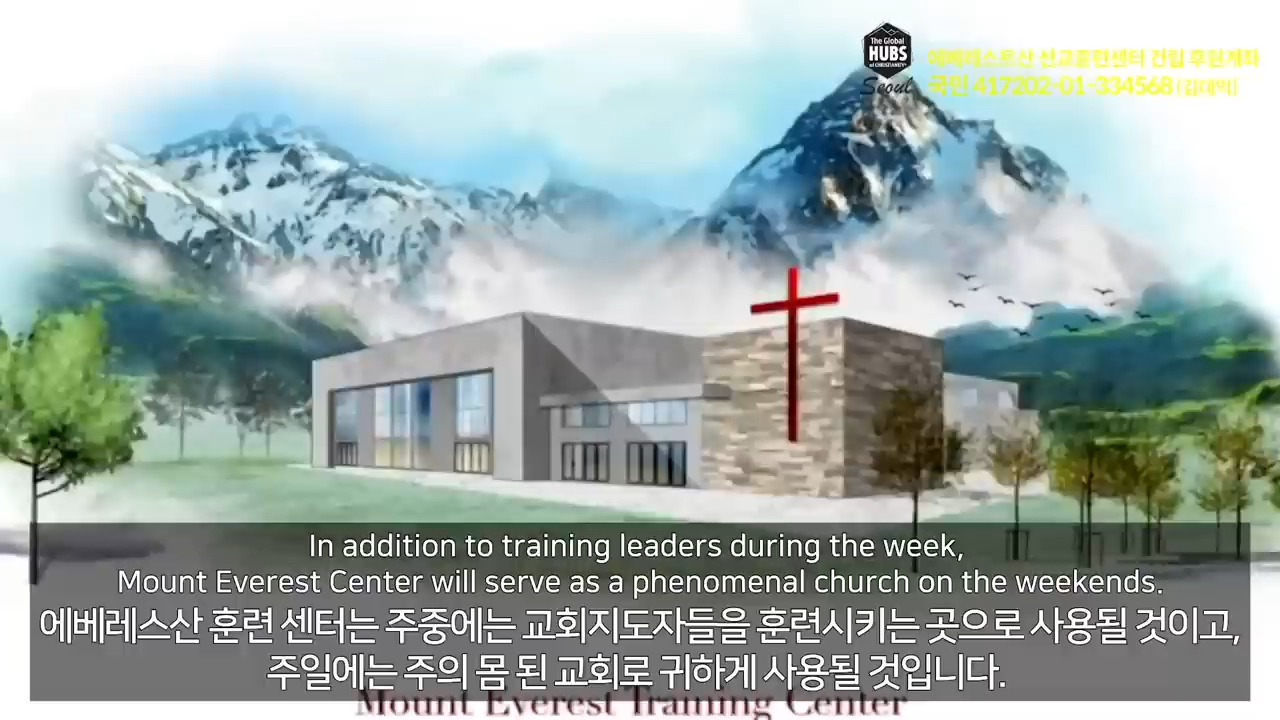 The Global
HUBS
of CHRISTIANITY
Seoul
에베레스트산 선교훈련센터 건립 후원계좌
국민 417202-01-334568 (김대덕)
In addition to training leaders during the week,
Mount Everest Center will serve as a phenomenal church on the weekends.
에베레스산 훈련 센터는 주중에는 교회지도자들을 훈련시키는 곳으로 사용될 것이고,
주일에는 주의 몸 된 교회로 귀하게 사용될 것입니다.
Mount Everest Training Center